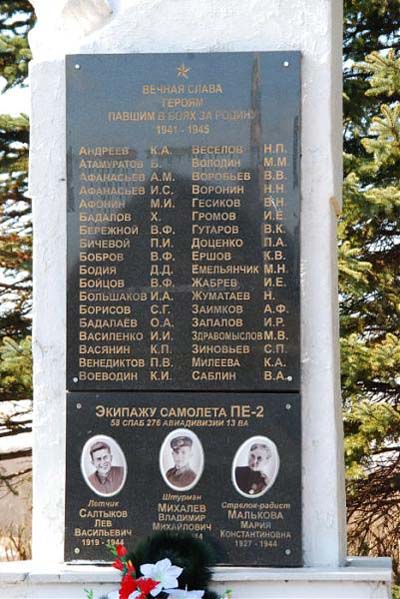 ВЕЧНАЯ СЛАВА
ГЕРОЯМ
ПАВШИМ В БОЯХ ЗА РОДИНУ
1941 - 1945
АНДРЕЕВ К.А. ВЕСЕЛОВ Н.П.
АТАМУРАТОВ Б. ВОЛОДИН М.М
АФАНАСЬЕВ А.М. ВОРОБЬЕВ В.В.
АФАНАСЬЕВ И.С. ВОРОНИН Н.Н
АФОНИН М.И. ГЕСИКОВ В.Н.
БАДАЛОВ Х. ГРОМОВ И.Е.
БЕРЕЖНОЙ В.Ф. ГУТАРОВ В.К.
БИЧЕВОЙ П.И. ДОЦЕНКО П.А.
БОБРОВ В.Ф. ЕРШОВ К.В.
БОДИЯ Д.Д. ЕМЕЛЬЯНЧИК М.Н.
БОЙЦОВ В.Ф. ЖАБРЕВ И.Е.
БОЛЬШАКОВ И.А. ЖУМАТАЕВ Н.
БОРИСОВ С.Г. ЗАИМКОВ А.Ф.
БАДАЛАЕВ О.А. ЗАПАЛОВ И.Р.
ВАСИЛЕНКО И.И. ЗДРАВОМЫСЛОВ М.В.
ВАСЯНИН К.П. ЗИНОВЬЕВ С.П.
ВЕНЕДИКТОВ П.В. МИЛЕЕВА К.А.
ВОЕВОДИН К.И. САБЛИН В.А.
ЭКИПАЖУ САМОЛЕТА ПЕ-2
58 СПАБ 276 АВИАДИВИЗИИ 13 ВА
Летчик
САЛТЫКОВ
ЛЕВ
ВАСИЛЬЕВИЧ
1919 - 1944
Штурман
МИХАЛЕВ
ВЛАДИМИР
МИХАЙЛОВИЧ
1944
Стрелок-радист
МАЛЬКОВА
МАРИЯ
КОНСТАНТИНОВНА
1927 - 1944